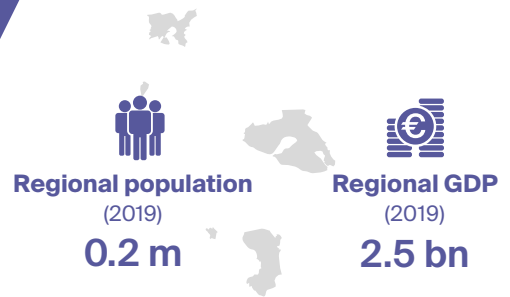 Regional population
(2019)
0.2 m
Regional GDP
(2019)
2.5 bn